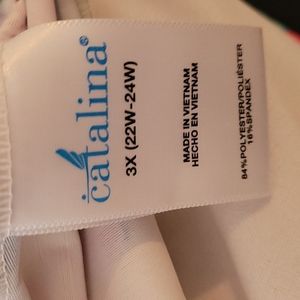 catalina®
3X (22W-24W)
MADE IN VIETNAM
HECHO EN VIETNAM
84%POLYESTER/POLIÉSTER
16%SPANDEX